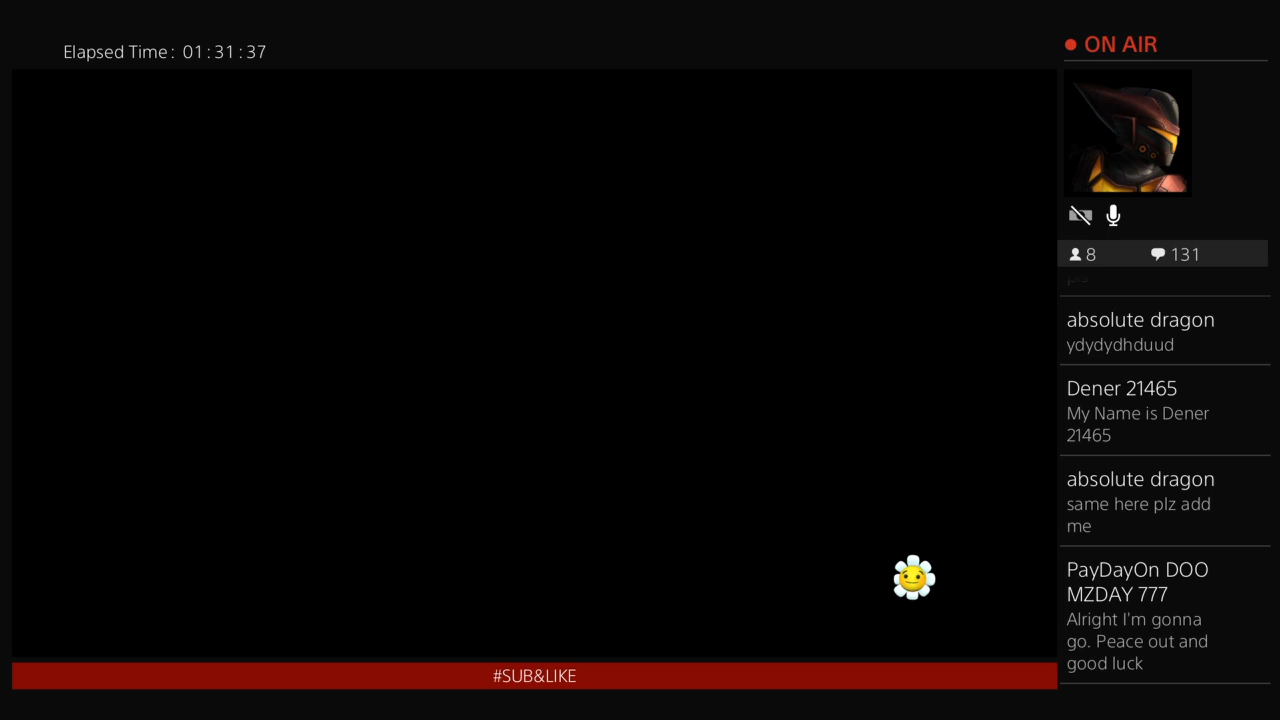 Elapsed Time: 01:31:37
ON AIR
8 131
absolute dragon
ydydydhduud
Dener 21465
My Name is Dener
21465
absolute dragon
same here plz add
me
PayDayOn DOO
MZDAY 777
Alright I'm gonna
go. Peace out and
good luck
#SUB&LIKE